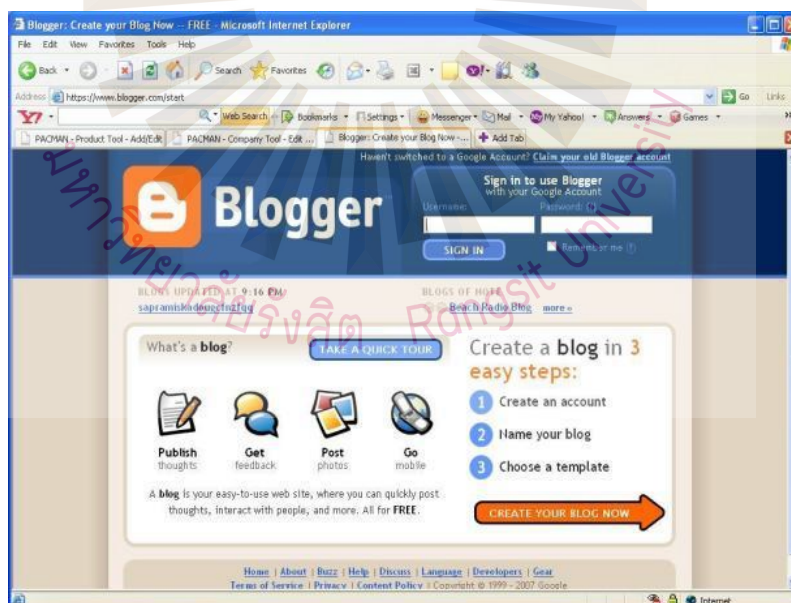 Blogger: Create your Blog Now -- FREE - Microsoft Internet Explorer
File Edit View Favorites Tools Help
Back Search Favorites
Address https://www.blogger.com/start Go Links
Y7 - Web Search Bookmarks Settings Messenger Mail My Yahoo! Answers Games
PACMAN - Product Tool - Add/Edit PACMAN - Company Tool - Edit ... Blogger: Create your Blog Now -... Add Tab
Haven't switched to a Google Account? Claim your old Blogger account
Blogger
Sign in to use Blogger
with your Google Account
Username: Password: (?)
SIGN IN Remember me (?)
BLOGS UPDATED AT 9:16 PM
BLOGS OF NOTE
Beach Radio Blog more »
What's a blog?
TAKE A QUICK TOUR
Publish
thoughts
Get
feedback
Post
photos
Go
mobile
A blog is your easy-to-use web site, where you can quickly post
thoughts, interact with people, and more. All for FREE.
Create a blog in 3
easy steps:
1 Create an account
2 Name your blog
3 Choose a template
CREATE YOUR BLOG NOW
Home | About | Buzz | Help | Discuss | Language | Developers | Gear
Terms of Service | Privacy | Content Policy | Copyright © 1999 - 2007 Google
Internet
มหาวิทยาลัยรังสิต Rangsit University